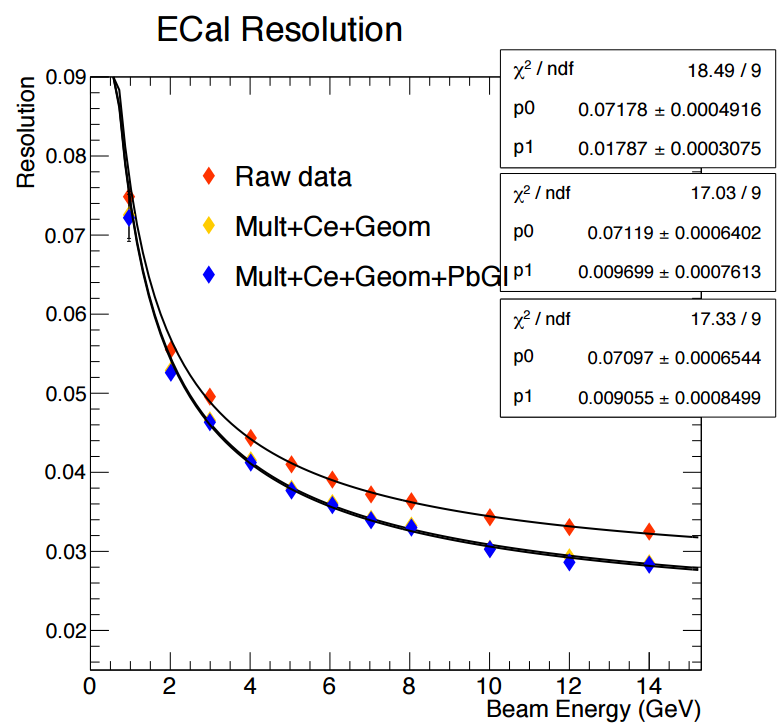 ECal Resolution
χ² / ndf 18.49 / 9
p0 0.07178 ± 0.0004916
p1 0.01787 ± 0.0003075
χ² / ndf 17.03 / 9
p0 0.07119 ± 0.0006402
p1 0.009699 ± 0.0007613
χ² / ndf 17.33 / 9
p0 0.07097 ± 0.0006544
p1 0.009055 ± 0.0008499
Raw data
Mult+Ce+Geom
Mult+Ce+Geom+PbGl
Resolution
0.09
0.08
0.07
0.06
0.05
0.04
0.03
0.02
0 2 4 6 8 10 12 14
Beam Energy (GeV)